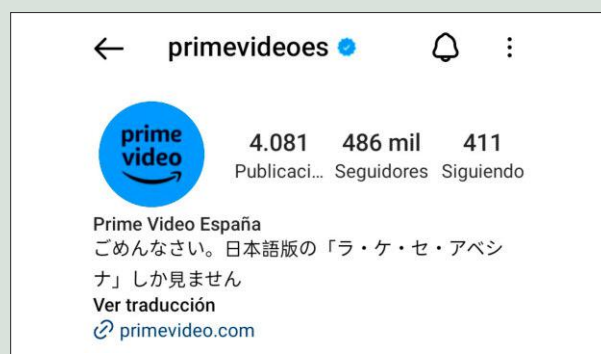 primevideoes
prime
video
4.081 486 mil 411
Publicaci... Seguidores Siguiendo
Prime Video España
ごめんなさい。日本語版の「ラ・ケ・セ・アベシ
ナ」しか見ません
Ver traducción
primevideo.com